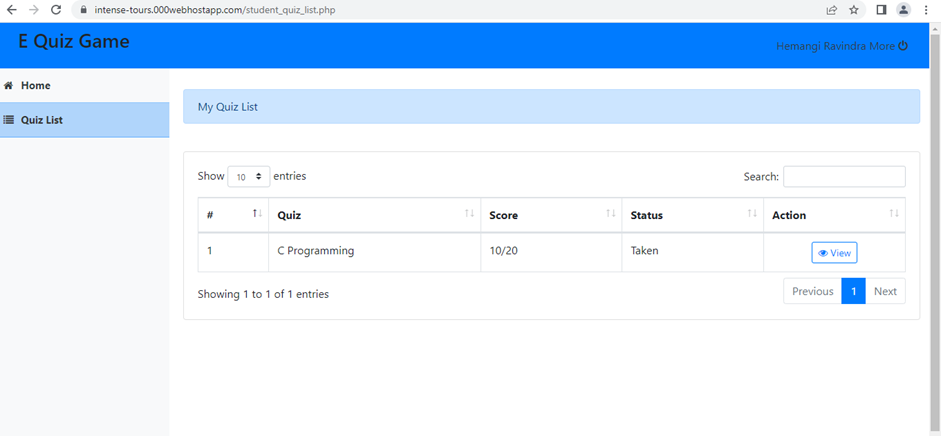 intense-tours.000webhostapp.com/student_quiz_list.php
E Quiz Game
Hemangi Ravindra More
Home
Quiz List
My Quiz List
Show 10 entries
Search:
# Quiz Score Status Action
1 C Programming 10/20 Taken View
Showing 1 to 1 of 1 entries
Previous 1 Next